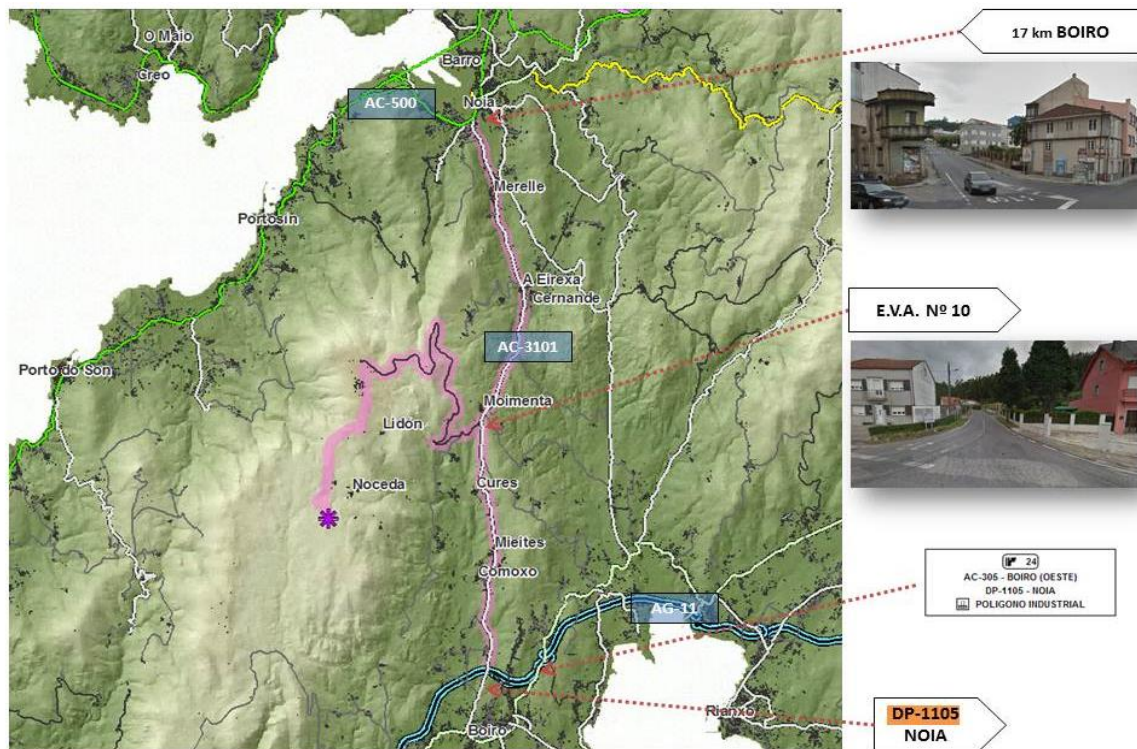 17 km BOIRO
O Maio
Creo
Barro
AC-500
Noia
Merelle
Portosín
A Eirexa
Cernande
E.V.A. Nº 10
AC-3101
Porto do Son
Moimenta
Lidón
Noceda
Cures
Mieites
Comoxo
24
AC-305 - BOIRO (OESTE)
DP-1105 - NOIA
POLIGONO INDUSTRIAL
AG-11
Rianxo
Boiro
DP-1105
NOIA